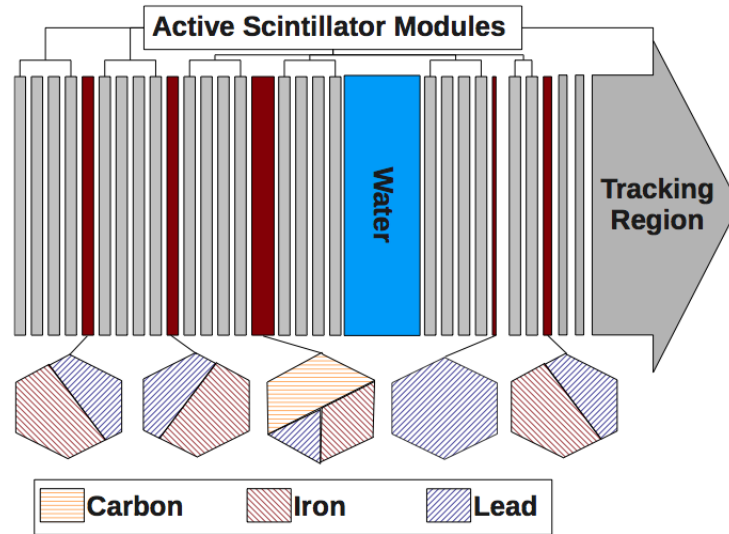 Active Scintillator Modules
Water
Tracking
Region
Carbon
Iron
Lead